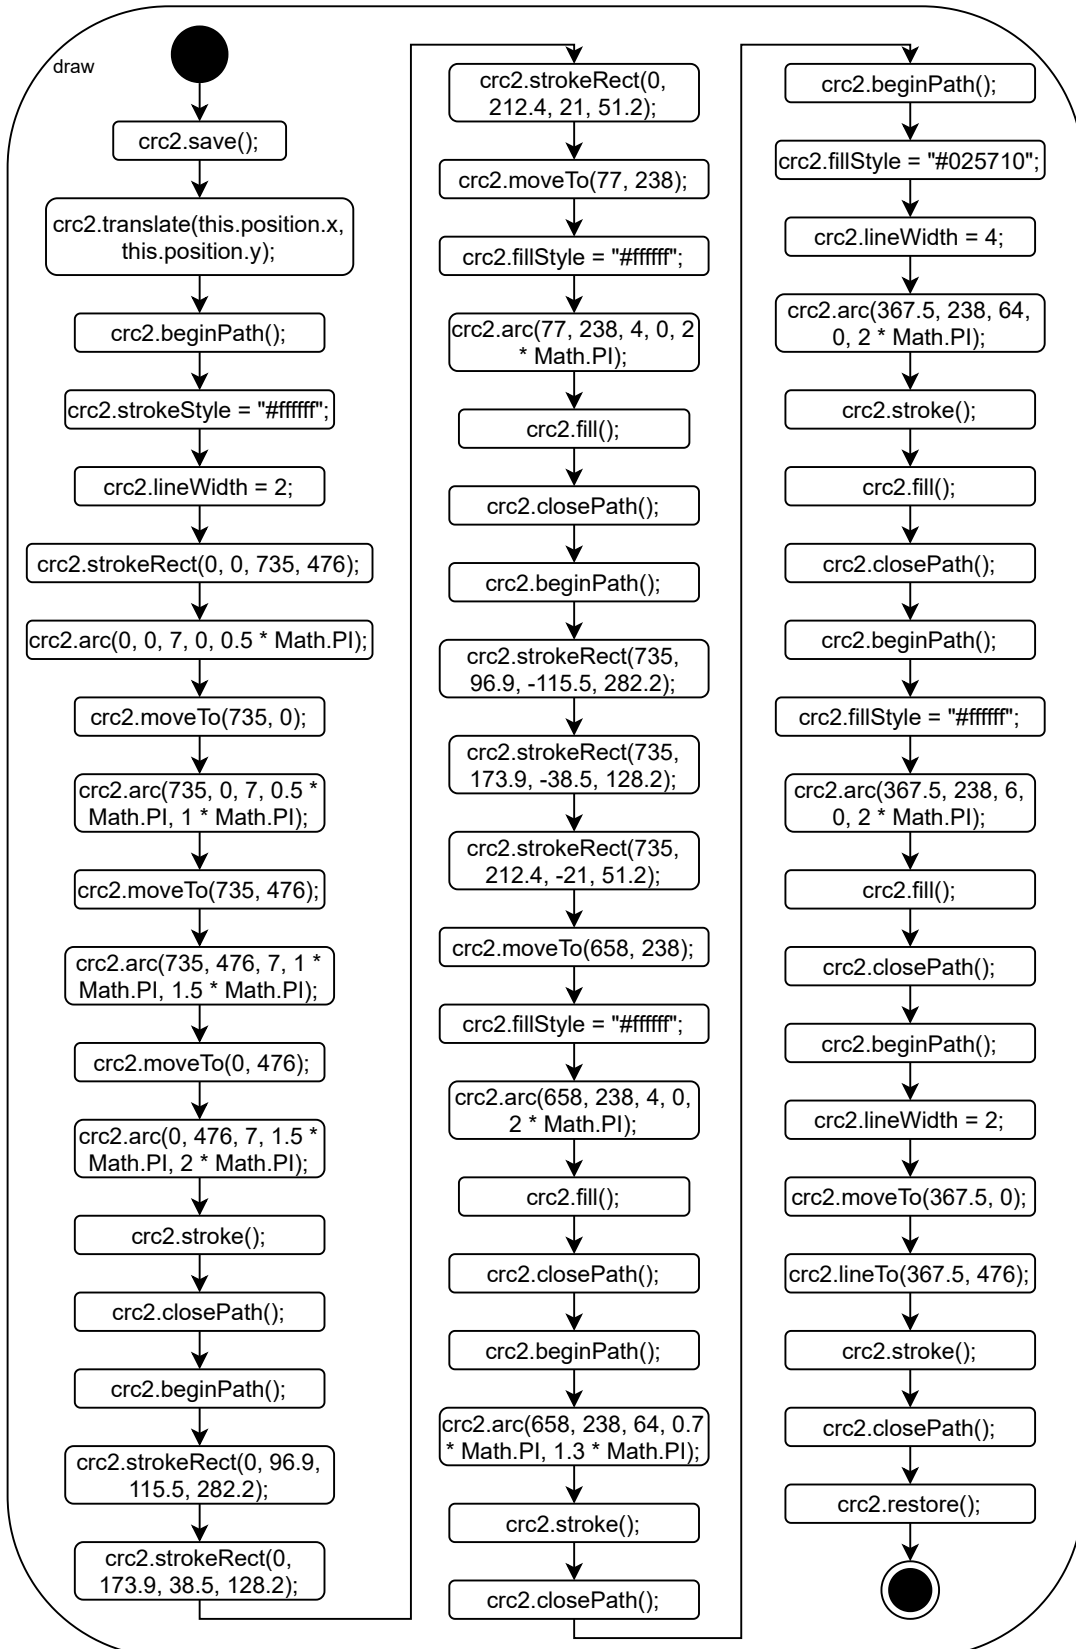 draw
crc2.save();
crc2.translate(this.position.x,
this.position.y);
crc2.beginPath();
crc2.strokeStyle = "#ffffff";
crc2.lineWidth = 2;
crc2.strokeRect(0, 0, 735, 476);
crc2.arc(0, 0, 7, 0, 0.5 * Math.PI);
crc2.moveTo(735, 0);
crc2.arc(735, 0, 7, 0.5 *
Math.PI, 1 * Math.PI);
crc2.moveTo(735, 476);
crc2.arc(735, 476, 7, 1 *
Math.PI, 1.5 * Math.PI);
crc2.moveTo(0, 476);
crc2.arc(0, 476, 7, 1.5 *
Math.PI, 2 * Math.PI);
crc2.stroke();
crc2.closePath();
crc2.beginPath();
crc2.strokeRect(0, 96.9,
115.5, 282.2);
crc2.strokeRect(0,
173.9, 38.5, 128.2);
crc2.strokeRect(0,
212.4, 21, 51.2);
crc2.moveTo(77, 238);
crc2.fillStyle = "#ffffff";
crc2.arc(77, 238, 4, 0, 2
* Math.PI);
crc2.fill();
crc2.closePath();
crc2.beginPath();
crc2.strokeRect(735,
96.9, -115.5, 282.2);
crc2.strokeRect(735,
173.9, -38.5, 128.2);
crc2.strokeRect(735,
212.4, -21, 51.2);
crc2.moveTo(658, 238);
crc2.fillStyle = "#ffffff";
crc2.arc(658, 238, 4, 0,
2 * Math.PI);
crc2.fill();
crc2.closePath();
crc2.beginPath();
crc2.arc(658, 238, 64, 0.7
* Math.PI, 1.3 * Math.PI);
crc2.stroke();
crc2.closePath();
crc2.beginPath();
crc2.fillStyle = "#025710";
crc2.lineWidth = 4;
crc2.arc(367.5, 238, 64,
0, 2 * Math.PI);
crc2.stroke();
crc2.fill();
crc2.closePath();
crc2.beginPath();
crc2.fillStyle = "#ffffff";
crc2.arc(367.5, 238, 6,
0, 2 * Math.PI);
crc2.fill();
crc2.closePath();
crc2.beginPath();
crc2.lineWidth = 2;
crc2.moveTo(367.5, 0);
crc2.lineTo(367.5, 476);
crc2.stroke();
crc2.closePath();
crc2.restore();